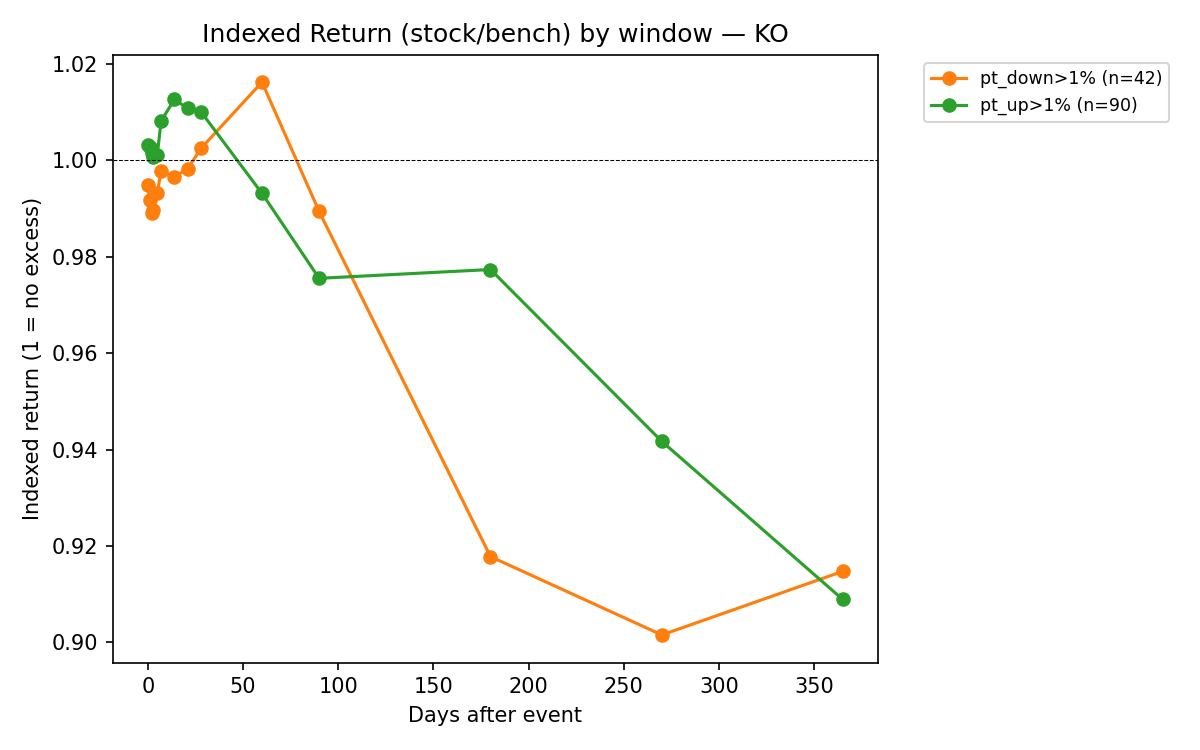 Indexed Return (stock/bench) by window — KO
pt_down>1% (n=42)
pt_up>1% (n=90)
Indexed return (1 = no excess)
1.02
1.00
0.98
0.96
0.94
0.92
0.90
0 50 100 150 200 250 300 350
Days after event